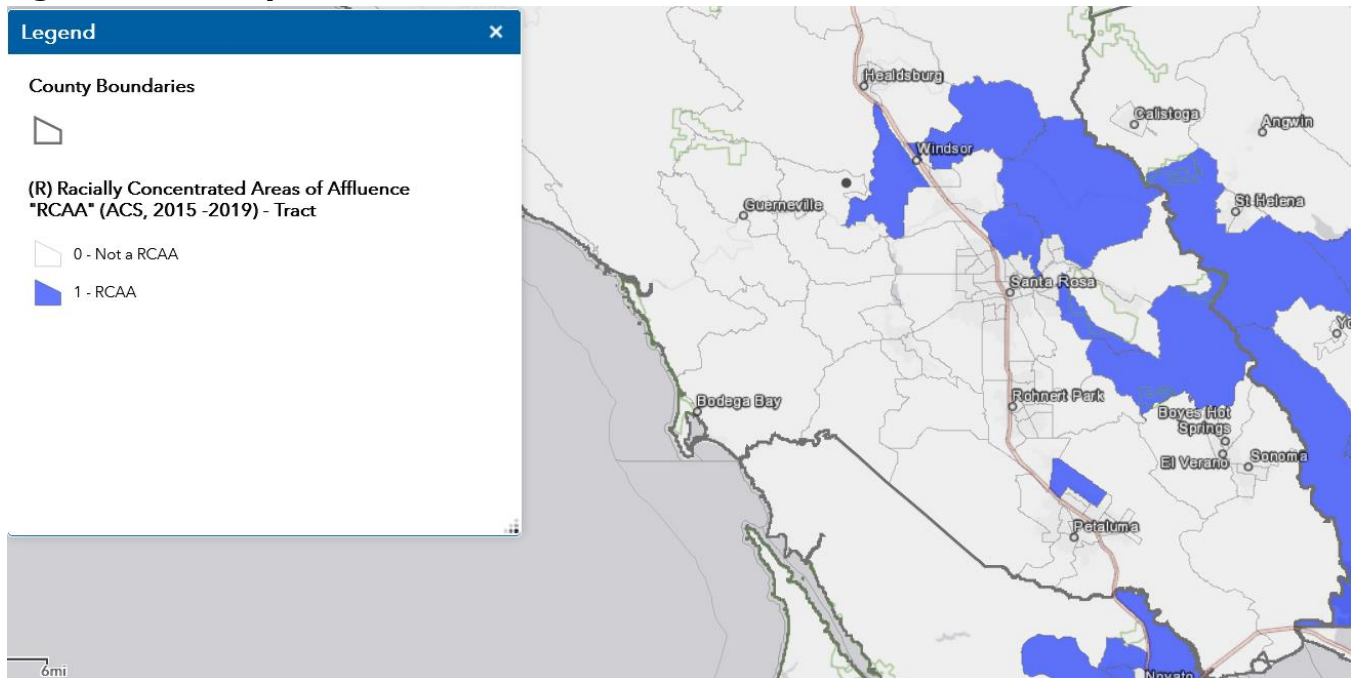 Legend
×
County Boundaries
(R) Racially Concentrated Areas of Affluence
"RCAA" (ACS, 2015 -2019) - Tract
0 - Not a RCAA
1 - RCAA
Healdsburg
Calistoga
Angwin
Windsor
Guerneville
St Helena
Santa Rosa
Bodega Bay
Rohnert Park
Boyes Hot
Springs
El Verano
Sonoma
Petaluma
Novato
6mi